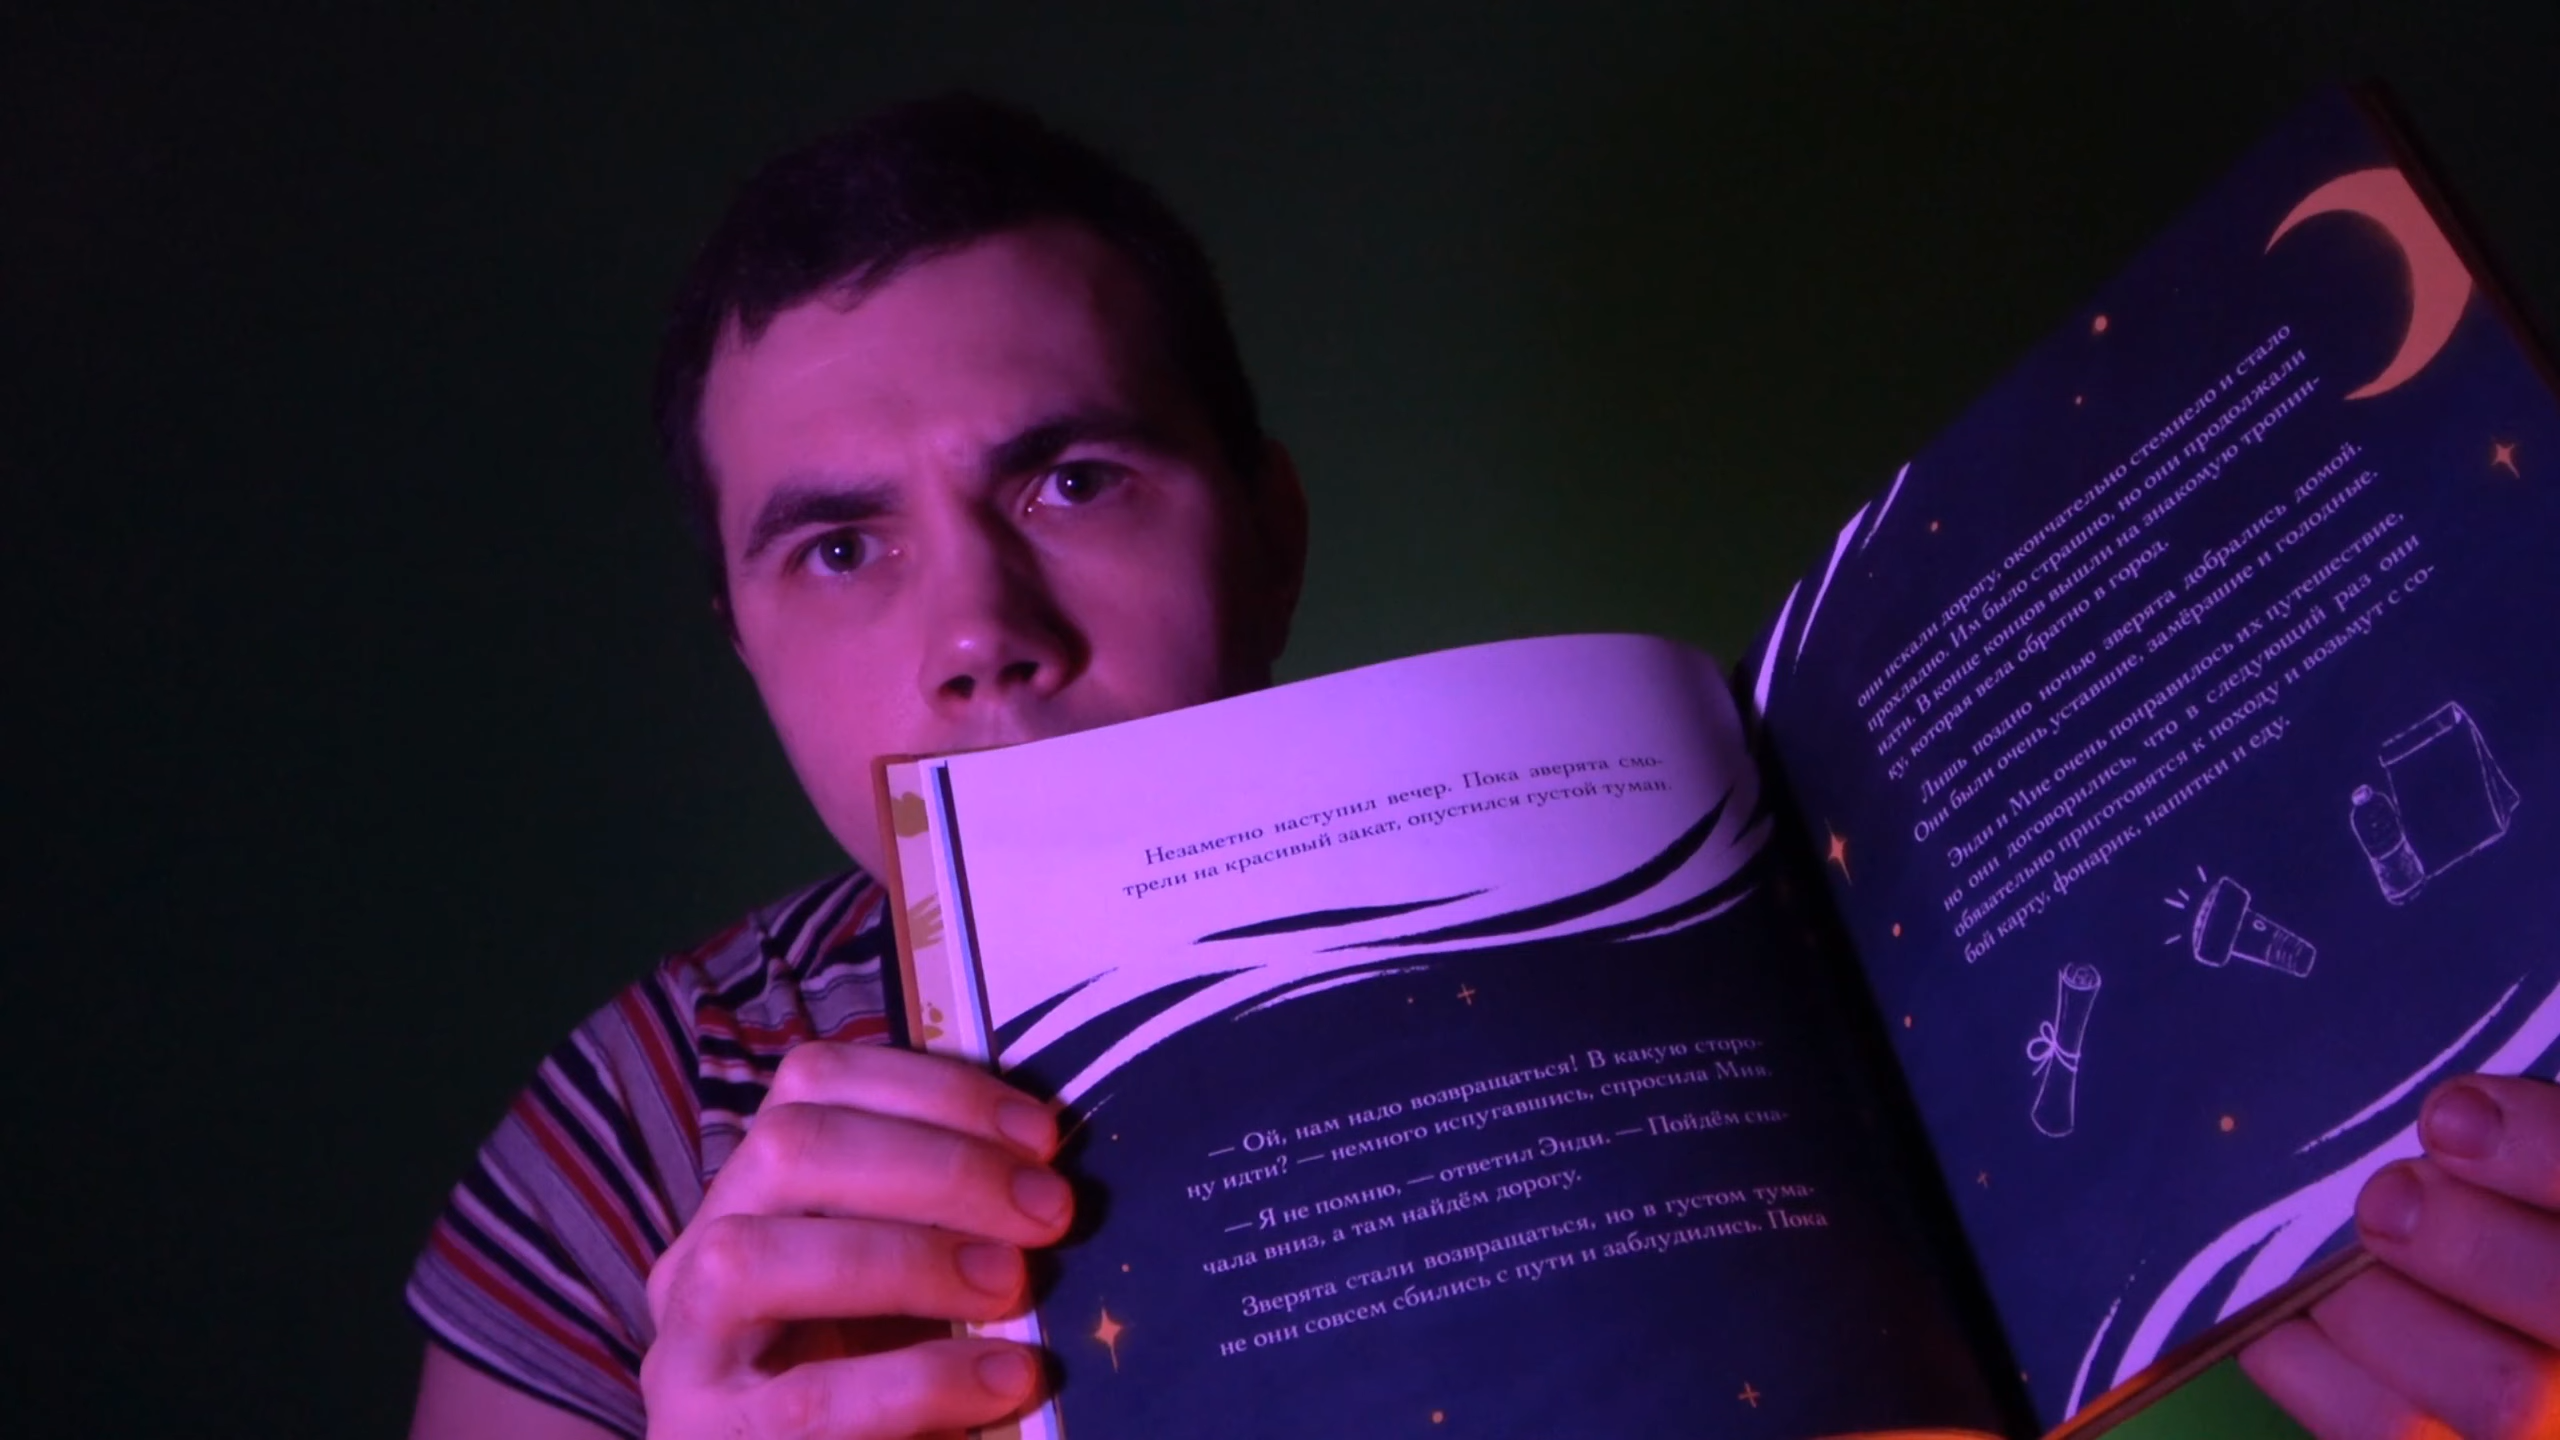 Незаметно наступил вечер. Пока зверята смо-
трели на красивый закат, опустился густой туман.
— Ой, нам надо возвращаться! В какую сторо-
ну идти? — немного испугавшись, спросила Мия.
— Я не помню, — ответил Энди. — Пойдём сна-
чала вниз, а там найдём дорогу.
Зверята стали возвращаться, но в густом тума-
не они совсем сбились с пути и заблудились. Пока
они искали дорогу, окончательно стемнело и стало
прохладно. Им было страшно, но они продолжали
идти. В конце концов вышли на знакомую тропин-
ку, которая вела обратно в город.
Лишь поздно ночью зверята добрались домой.
Они были очень уставшие, замёрзшие и голодные.
Энди и Мие очень понравилось их путешествие,
но они договорились, что в следующий раз они
обязательно приготовятся к походу и возьмут с со-
бой карту, фонарик, напитки и еду.